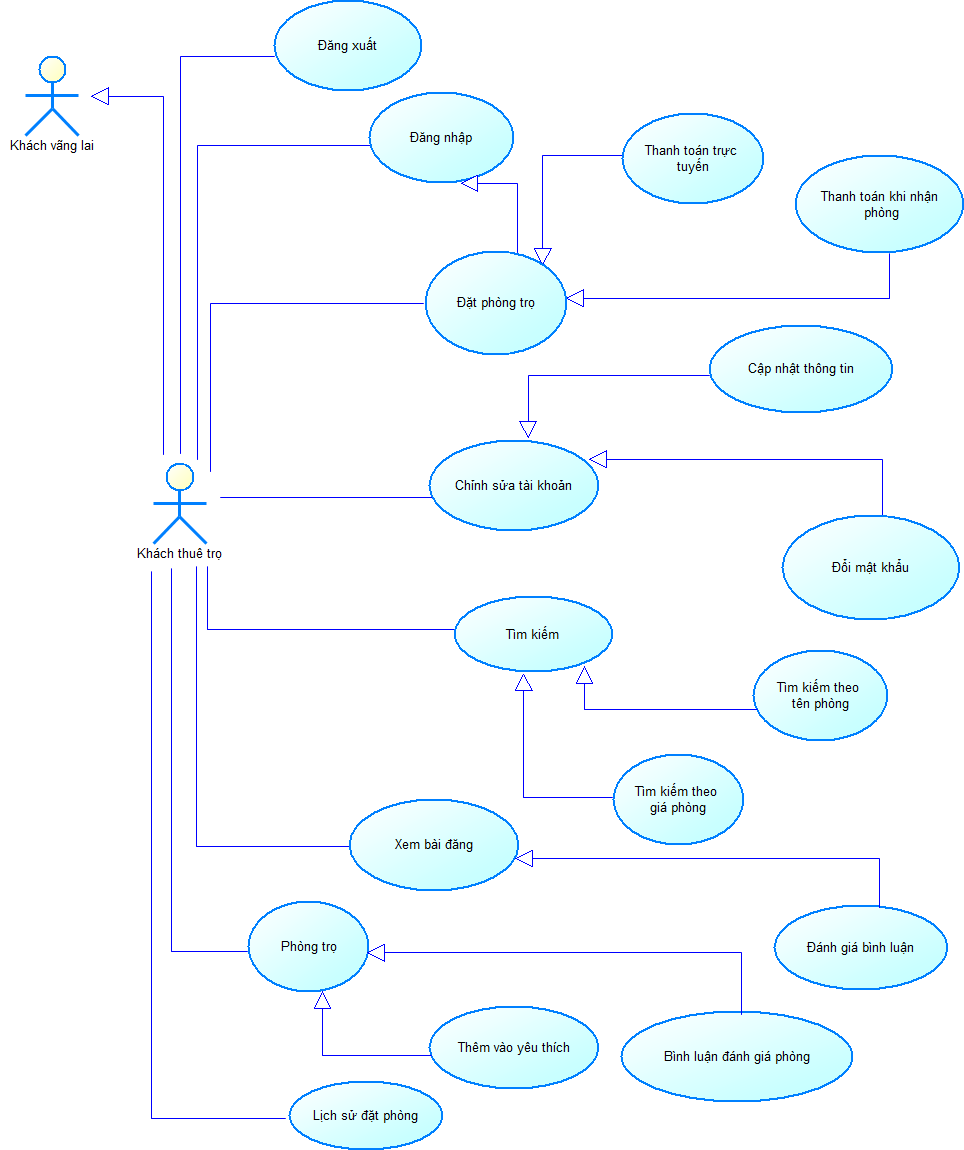 Đăng xuất
Khách vãng lai
Đăng nhập
Thanh toán trực
tuyến
Thanh toán khi nhận
phòng
Đặt phòng trọ
Cập nhật thông tin
Chỉnh sửa tài khoản
Khách thuê trọ
Đổi mật khẩu
Tìm kiếm
Tìm kiếm theo
tên phòng
Tìm kiếm theo
giá phòng
Xem bài đăng
Đánh giá bình luận
Phòng trọ
Thêm vào yêu thích
Bình luận đánh giá phòng
Lịch sử đặt phòng